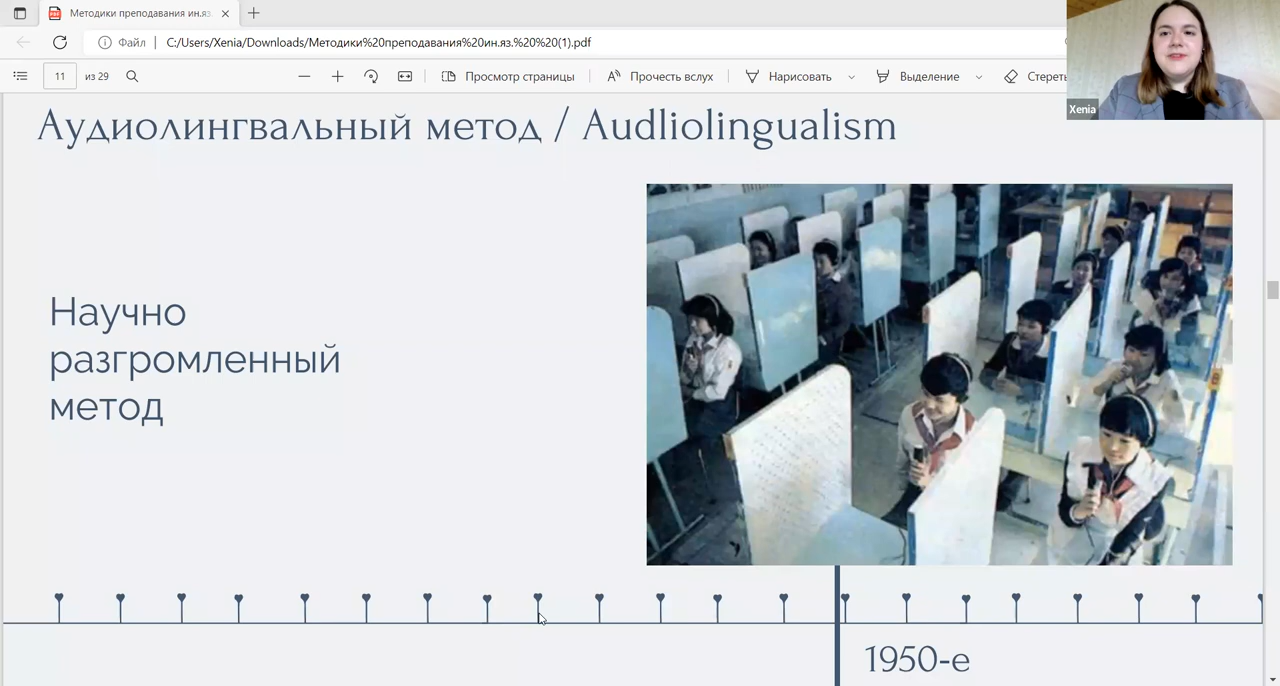 Методики преподавания ин.яз.
Файл
C:/Users/Xenia/Downloads/Методики%20преподавания%20ин.яз.%20%20(1).pdf
11 из 29
Просмотр страницы
Прочесть вслух
Нарисовать
Выделение
Стереть
Xenia
Аудиолингвальный метод / Audliolingualism
Научно
разгромленный
метод
1950-е